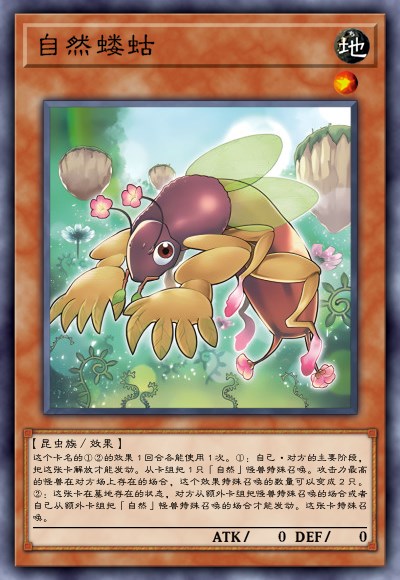 自然蝼蛄
地
【昆虫族／效果】
这个卡名的①②的效果1回合各能使用1次。①：自己·对方的主要阶段，
把这张卡解放才能发动。从卡组把1只「自然」怪兽特殊召唤。攻击力最高
的怪兽在对方场上存在的场合，这个效果特殊召唤的数量可以变成2只。
②：这张卡在墓地存在的状态，对方从额外卡组把怪兽特殊召唤的场合或者
自己从额外卡组把「自然」怪兽特殊召唤的场合才能发动。这张卡特殊召
唤。
ATK/ 0 DEF/ 0